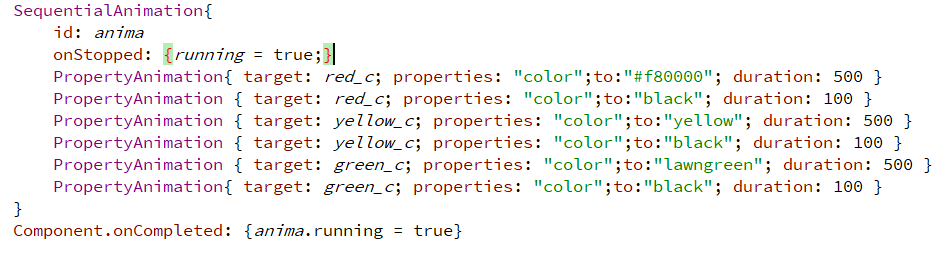 SequentialAnimation{
    id: anima
    onStopped: {running = true;}
    PropertyAnimation{ target: red_c; properties: "color";to:"#f80000"; duration: 500 }
    PropertyAnimation { target: red_c; properties: "color";to:"black"; duration: 100 }
    PropertyAnimation { target: yellow_c; properties: "color";to:"yellow"; duration: 500 }
    PropertyAnimation { target: yellow_c; properties: "color";to:"black"; duration: 100 }
    PropertyAnimation { target: green_c; properties: "color";to:"lawngreen"; duration: 500 }
    PropertyAnimation{ target: green_c; properties: "color";to:"black"; duration: 100 }
}
Component.onCompleted: {anima.running = true}